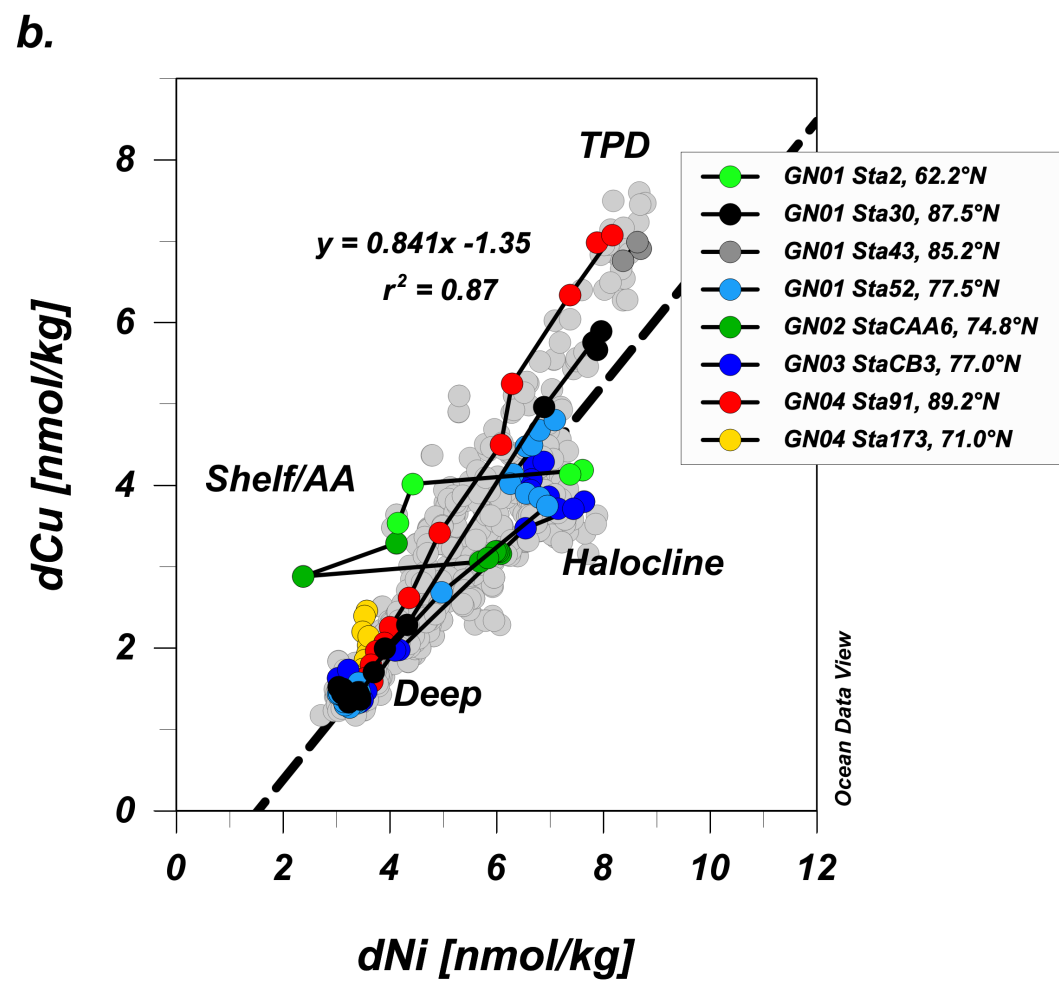 b.
dCu [nmol/kg]
8
6
4
2
0
TPD
y = 0.841x -1.35
r² = 0.87
Shelf/AA
Halocline
Deep
GN01 Sta2, 62.2°N
GN01 Sta30, 87.5°N
GN01 Sta43, 85.2°N
GN01 Sta52, 77.5°N
GN02 StaCAA6, 74.8°N
GN03 StaCB3, 77.0°N
GN04 Sta91, 89.2°N
GN04 Sta173, 71.0°N
Ocean Data View
0 2 4 6 8 10 12
dNi [nmol/kg]